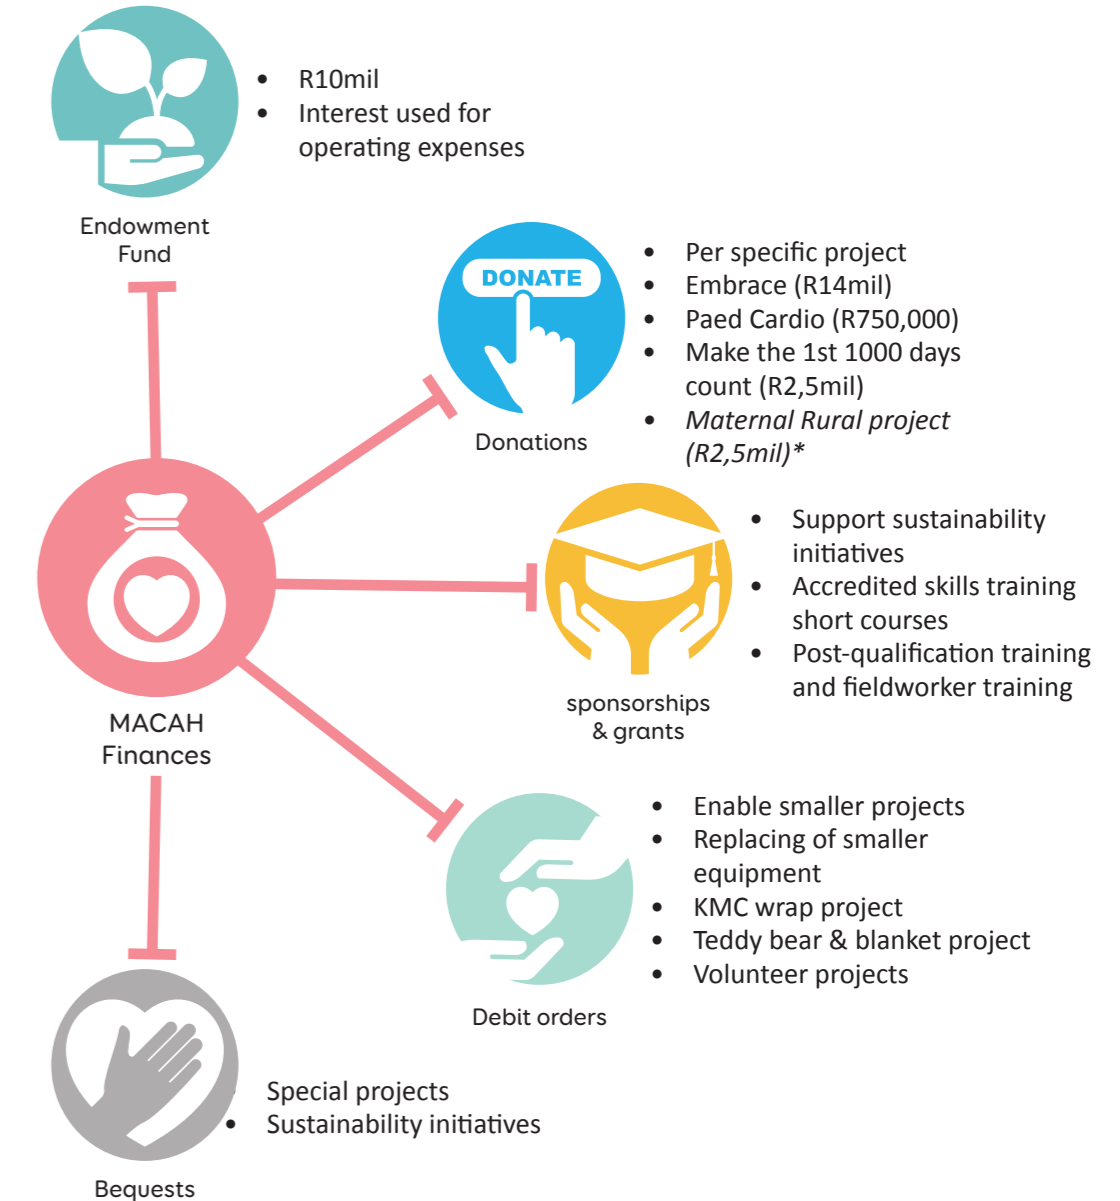 • R10mil
• Interest used for
operating expenses
Endowment
Fund
DONATE
Donations
• Per specific project
• Embrace (R14mil)
• Paed Cardio (R750,000)
• Make the 1st 1000 days
count (R2,5mil)
• Maternal Rural project
(R2,5mil)*
MACAH
Finances
sponsorships
& grants
• Support sustainability
initiatives
• Accredited skills training
short courses
• Post-qualification training
and fieldworker training
Debit orders
• Enable smaller projects
• Replacing of smaller
equipment
• KMC wrap project
• Teddy bear & blanket project
• Volunteer projects
Special projects
• Sustainability initiatives
Bequests